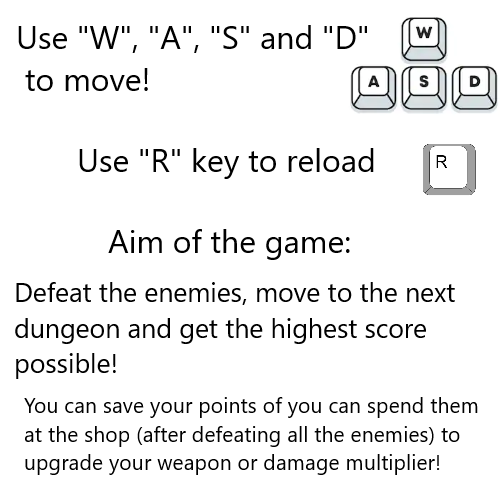 Use "W", "A", "S" and "D"
to move!
W
A S D
Use "R" key to reload
R
Aim of the game:
Defeat the enemies, move to the next
dungeon and get the highest score
possible!
You can save your points of you can spend them
at the shop (after defeating all the enemies) to
upgrade your weapon or damage multiplier!